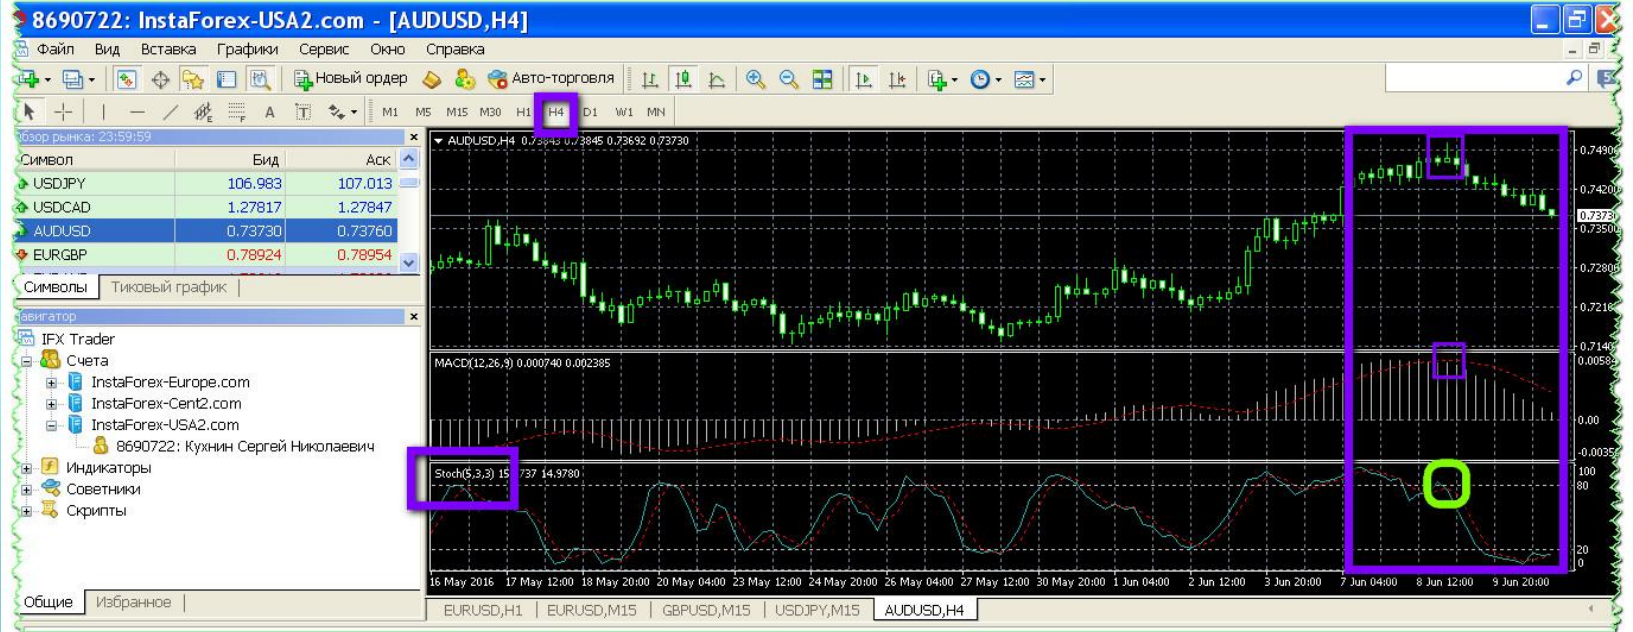 8690722: InstaForex-USA2.com - [AUDUSD,H4]
Файл Вид Вставка Графики Сервис Окно Справка
Новый ордер Авто-торговля
A T M1 M5 M15 M30 H1 H4 D1 W1 MN
Обзор рынка: 23:59:59
Символ Бид Аск
USDJPY 106.983 107.013
USDCAD 1.27817 1.27847
AUDUSD 0.73730 0.73760
EURGBP 0.78924 0.78954
Символы Тиковый график
Навигатор
IFX Trader
Счета
InstaForex-Europe.com
InstaForex-Cent2.com
InstaForex-USA2.com
8690722: Кухнин Сергей Николаевич
Индикаторы
Советники
Скрипты
Общие Избранное
AUDUSD,H4 0.73843 0.73845 0.73692 0.73730
0.7490
0.7420
0.7373
0.7350
0.7280
0.7210
0.7140
MACD(12,26,9) 0.000740 0.002385
0.00584
0.00
-0.0035
Stoch(5,3,3) 14.9780
100
80
20
0
16 May 2016 17 May 12:00 18 May 20:00 20 May 04:00 23 May 12:00 24 May 20:00 26 May 04:00 27 May 12:00 30 May 20:00 1 Jun 04:00 2 Jun 12:00 3 Jun 20:00 7 Jun 04:00 8 Jun 12:00 9 Jun 20:00
EURUSD,H1 EURUSD,M15 GBPUSD,M15 USDJPY,M15 AUDUSD,H4